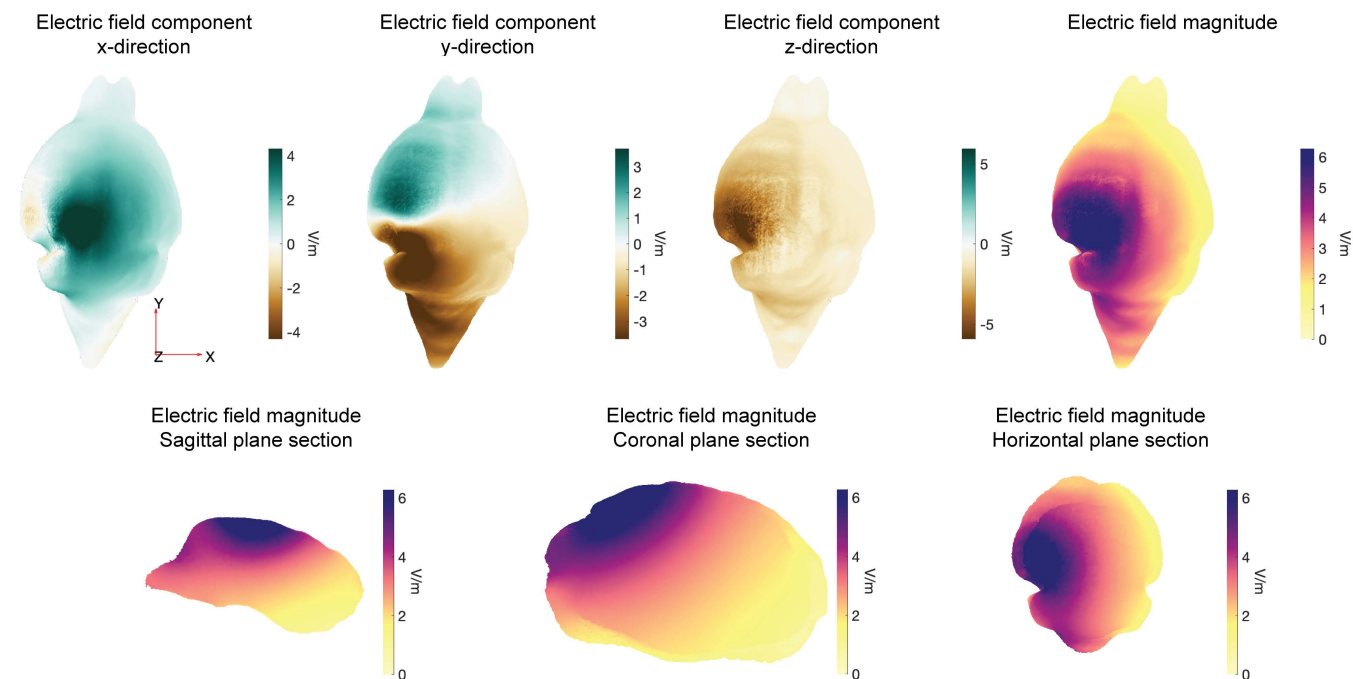 Electric field component
x-direction
Electric field component
y-direction
Electric field component
z-direction
Electric field magnitude
4
2
0
-2
-4
V/m
Y
Z
X
3
2
1
0
-1
-2
-3
V/m
5
0
-5
V/m
6
5
4
3
2
1
0
V/m
Electric field magnitude
Sagittal plane section
Electric field magnitude
Coronal plane section
Electric field magnitude
Horizontal plane section
6
4
2
0
V/m
6
4
2
0
V/m
6
4
2
0
V/m